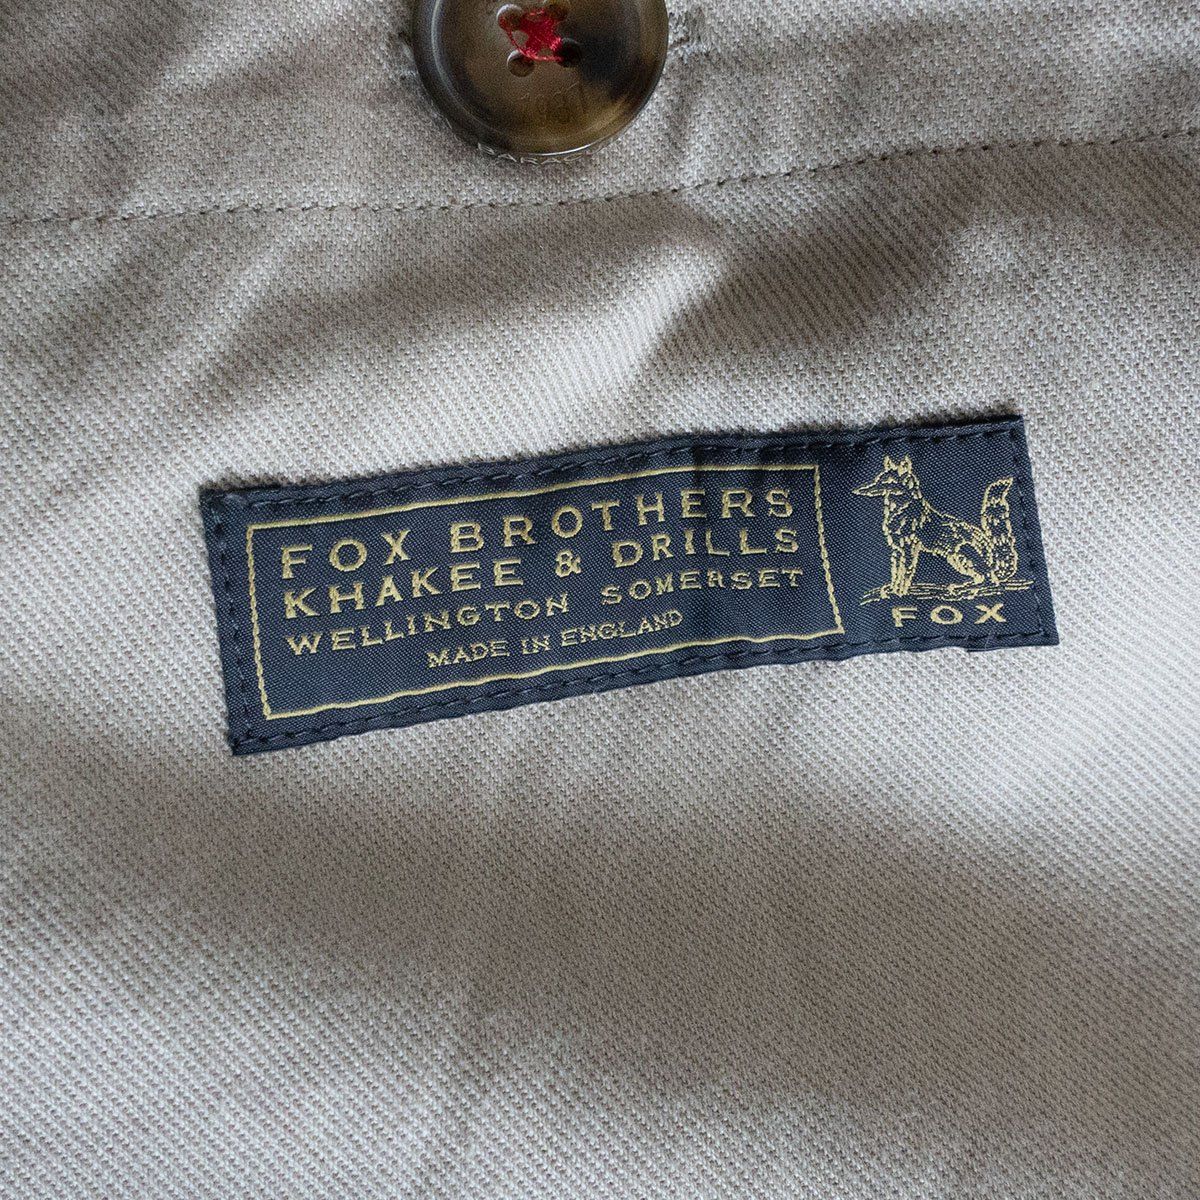 FOX BROTHERS
KHAKEE & DRILLS
WELLINGTON SOMERSET
MADE IN ENGLAND
FOX